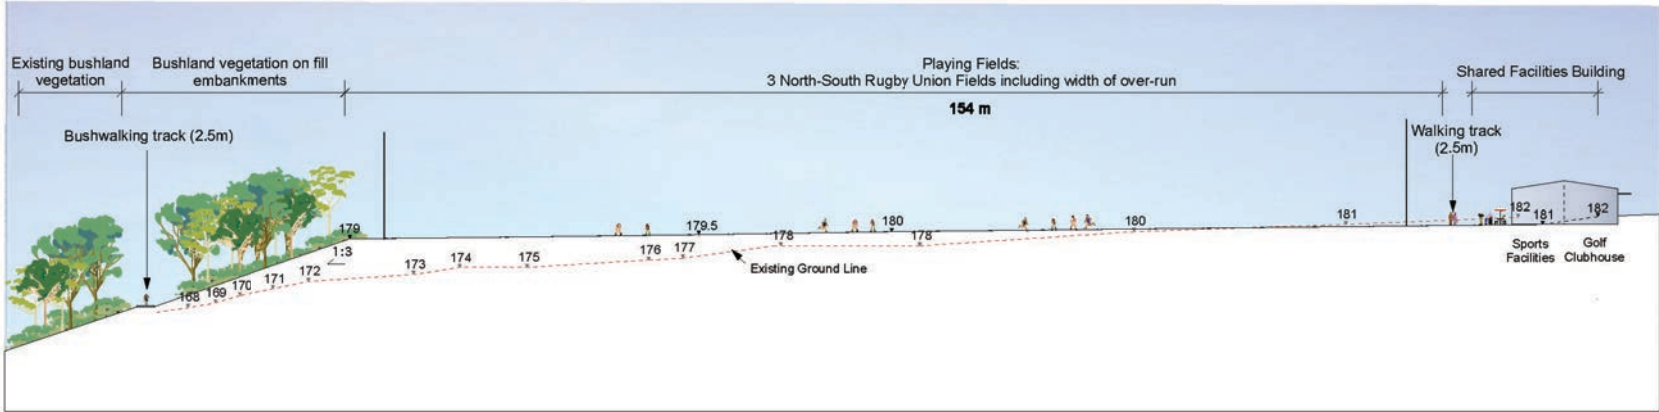 Existing bushland
vegetation
Bushland vegetation on fill
embankments
Playing Fields:
3 North-South Rugby Union Fields including width of over-run
154 m
Shared Facilities Building
Bushwalking track (2.5m)
Walking track
(2.5m)
179
1:3
179.5
180
180
181
182
181
182
168
169
170
171
172
173
174
175
176
177
178
178
Existing Ground Line
Sports
Facilities
Golf
Clubhouse